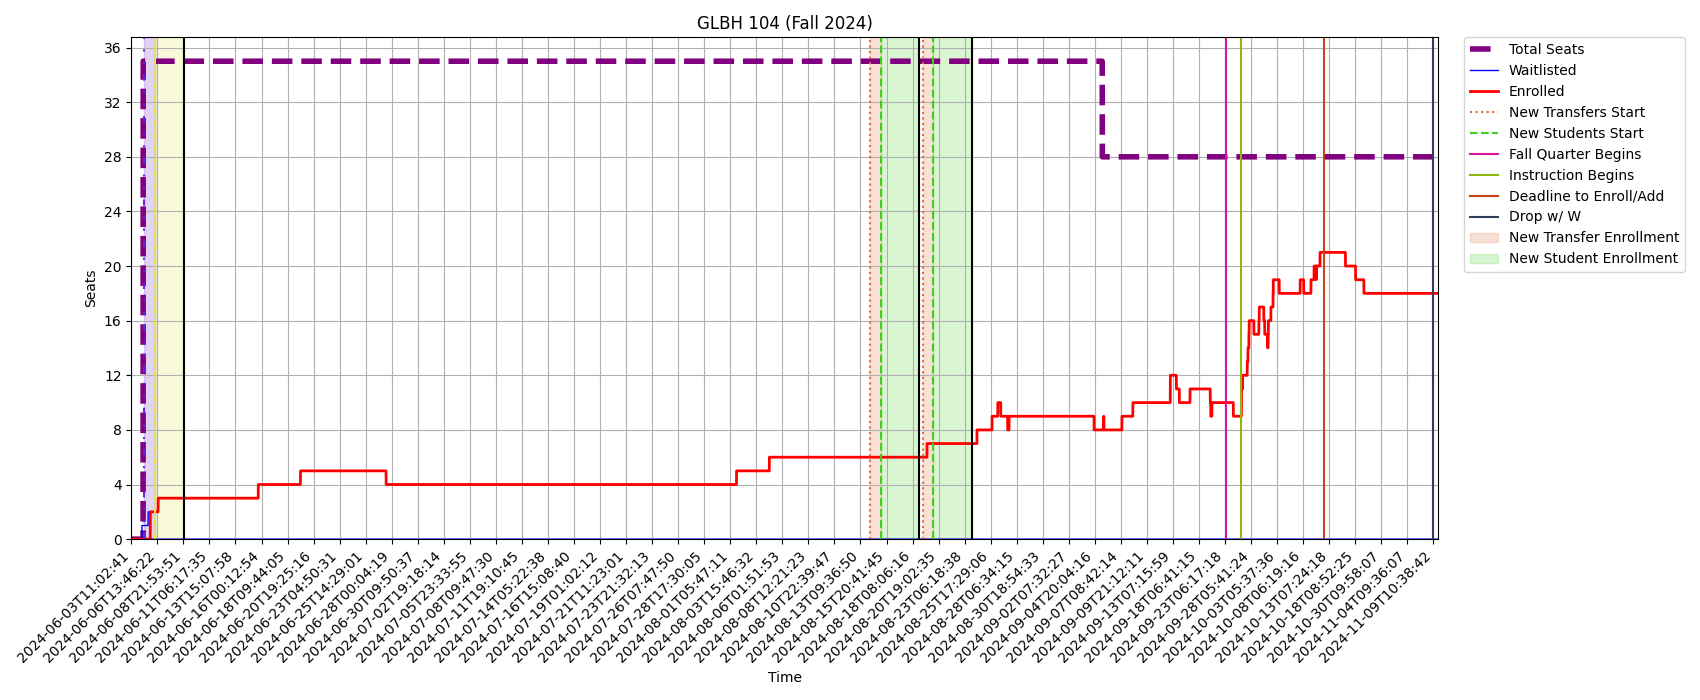 GLBH 104 (Fall 2024)
36
32
28
24
20
16
12
8
4
0
Seats
2024-06-03T11:02:41
2024-06-06T13:46:22
2024-06-08T21:53:51
2024-06-11T06:17:35
2024-06-13T15:07:58
2024-06-16T00:12:54
2024-06-18T09:44:05
2024-06-20T19:25:16
2024-06-23T04:50:31
2024-06-25T14:29:01
2024-06-28T00:04:19
2024-06-30T09:50:37
2024-07-02T19:18:14
2024-07-05T23:33:55
2024-07-08T09:47:30
2024-07-11T19:10:45
2024-07-14T05:22:38
2024-07-16T15:08:40
2024-07-19T01:02:12
2024-07-21T11:23:01
2024-07-23T21:32:13
2024-07-26T07:47:50
2024-07-28T17:30:05
2024-08-01T05:47:11
2024-08-03T15:46:32
2024-08-06T01:51:53
2024-08-08T12:21:23
2024-08-10T22:39:47
2024-08-13T09:36:50
2024-08-15T20:41:45
2024-08-18T08:06:16
2024-08-20T19:02:35
2024-08-23T06:18:38
2024-08-25T17:29:06
2024-08-28T06:34:15
2024-08-30T18:54:33
2024-09-02T07:32:27
2024-09-04T20:04:16
2024-09-07T08:42:14
2024-09-09T21:12:11
2024-09-13T07:15:59
2024-09-18T06:41:15
2024-09-23T06:17:18
2024-09-28T05:41:24
2024-10-03T05:37:36
2024-10-08T06:19:16
2024-10-13T07:24:18
2024-10-18T08:52:25
2024-10-30T09:58:07
2024-11-04T09:36:07
2024-11-09T10:38:42
Time
Total Seats
Waitlisted
Enrolled
New Transfers Start
New Students Start
Fall Quarter Begins
Instruction Begins
Deadline to Enroll/Add
Drop w/ W
New Transfer Enrollment
New Student Enrollment